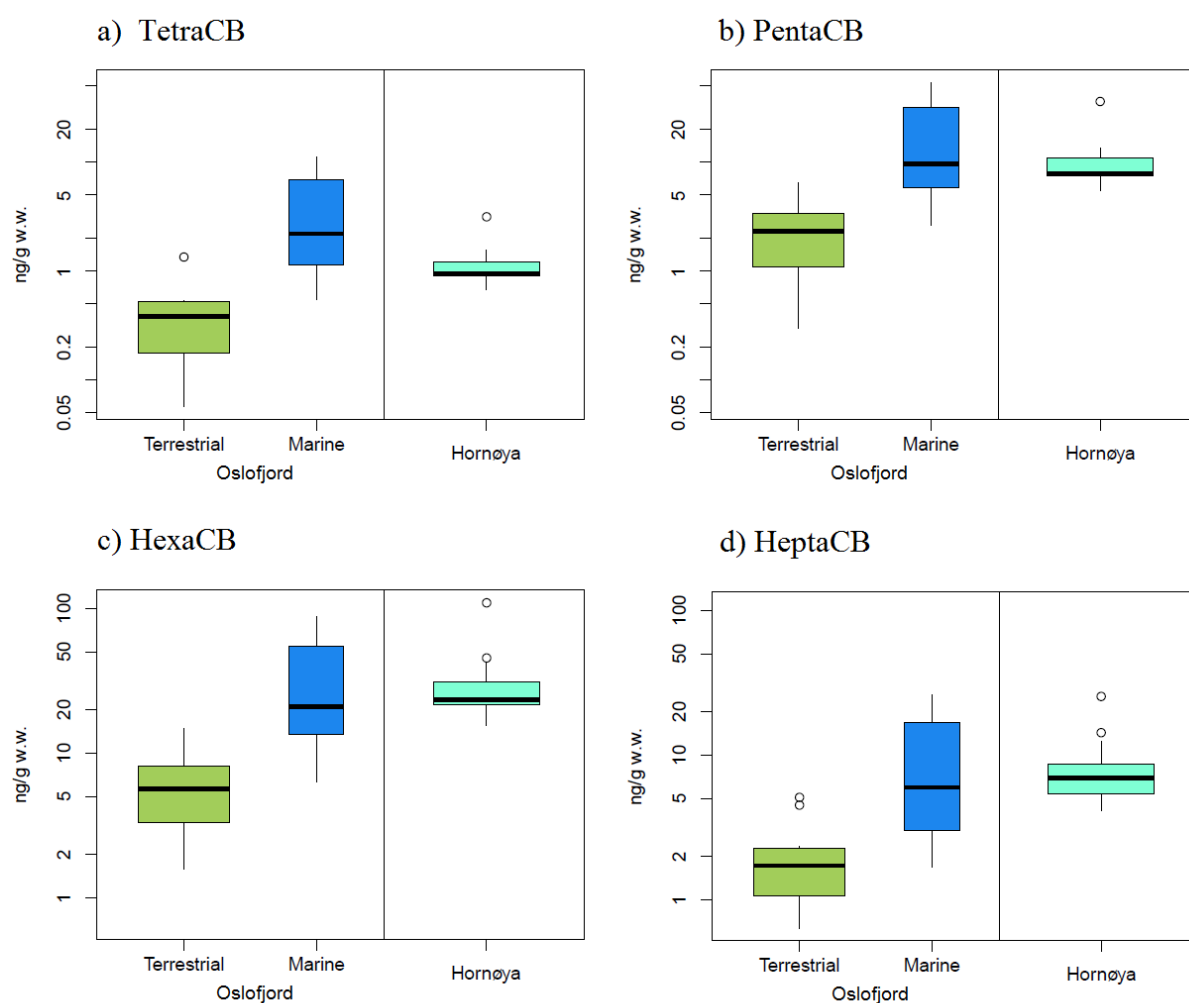 a) TetraCB
ng/g w.w.
20
5
1
0.2
0.05
Terrestrial
Marine
Hornøya
Oslofjord
b) PentaCB
ng/g w.w.
20
5
1
0.2
0.05
Terrestrial
Marine
Hornøya
Oslofjord
c) HexaCB
ng/g w.w.
100
50
20
10
5
2
1
Terrestrial
Marine
Hornøya
Oslofjord
d) HeptaCB
ng/g w.w.
100
50
20
10
5
2
1
Terrestrial
Marine
Hornøya
Oslofjord